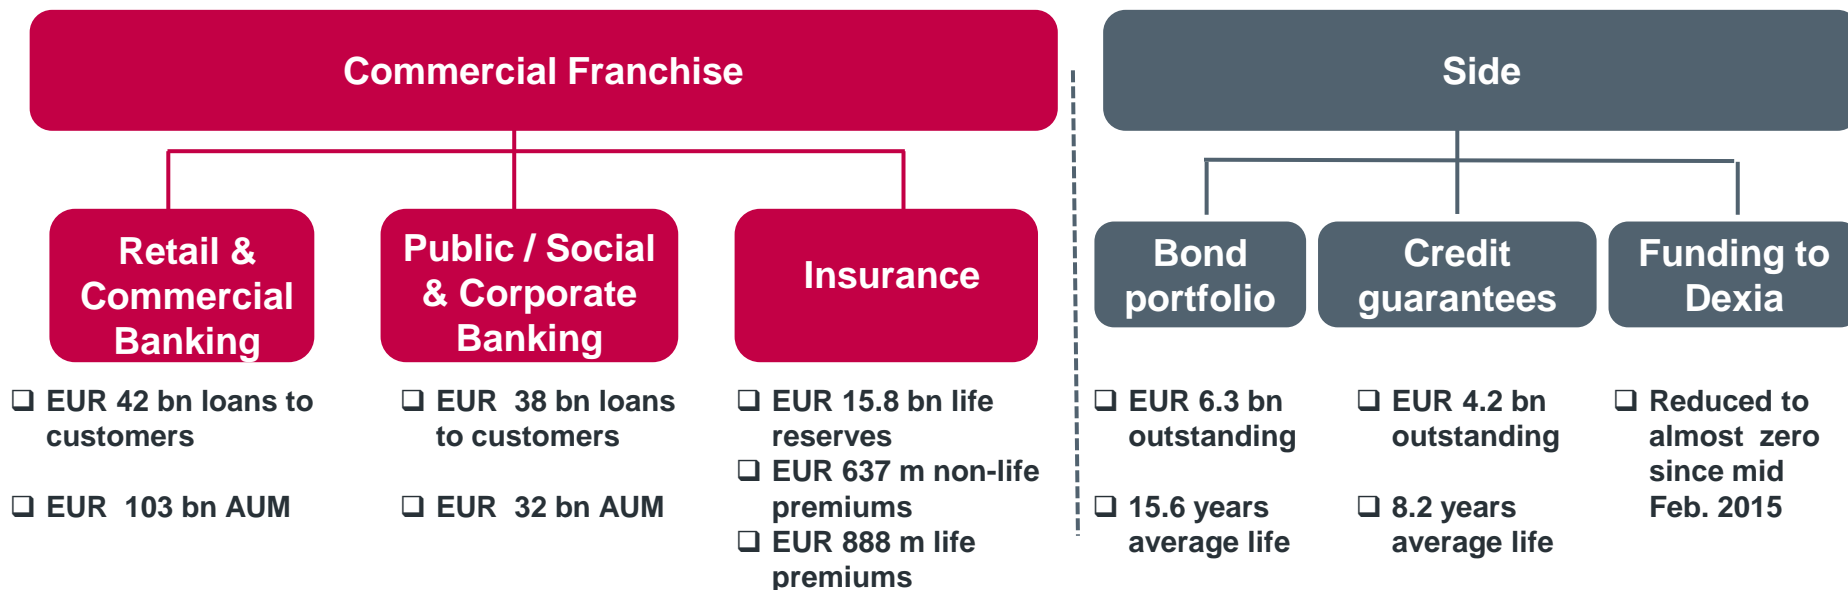 Commercial Franchise
Side
Retail &
Commercial
Banking
Public / Social
& Corporate
Banking
Insurance
Bond
portfolio
Credit
guarantees
Funding to
Dexia
❑ EUR 42 bn loans to
customers
❑ EUR 103 bn AUM
❑ EUR 38 bn loans
to customers
❑ EUR 32 bn AUM
❑ EUR 15.8 bn life
reserves
❑ EUR 637 m non-life
premiums
❑ EUR 888 m life
premiums
❑ EUR 6.3 bn
outstanding
❑ 15.6 years
average life
❑ EUR 4.2 bn
outstanding
❑ 8.2 years
average life
❑ Reduced to
almost zero
since mid
Feb. 2015